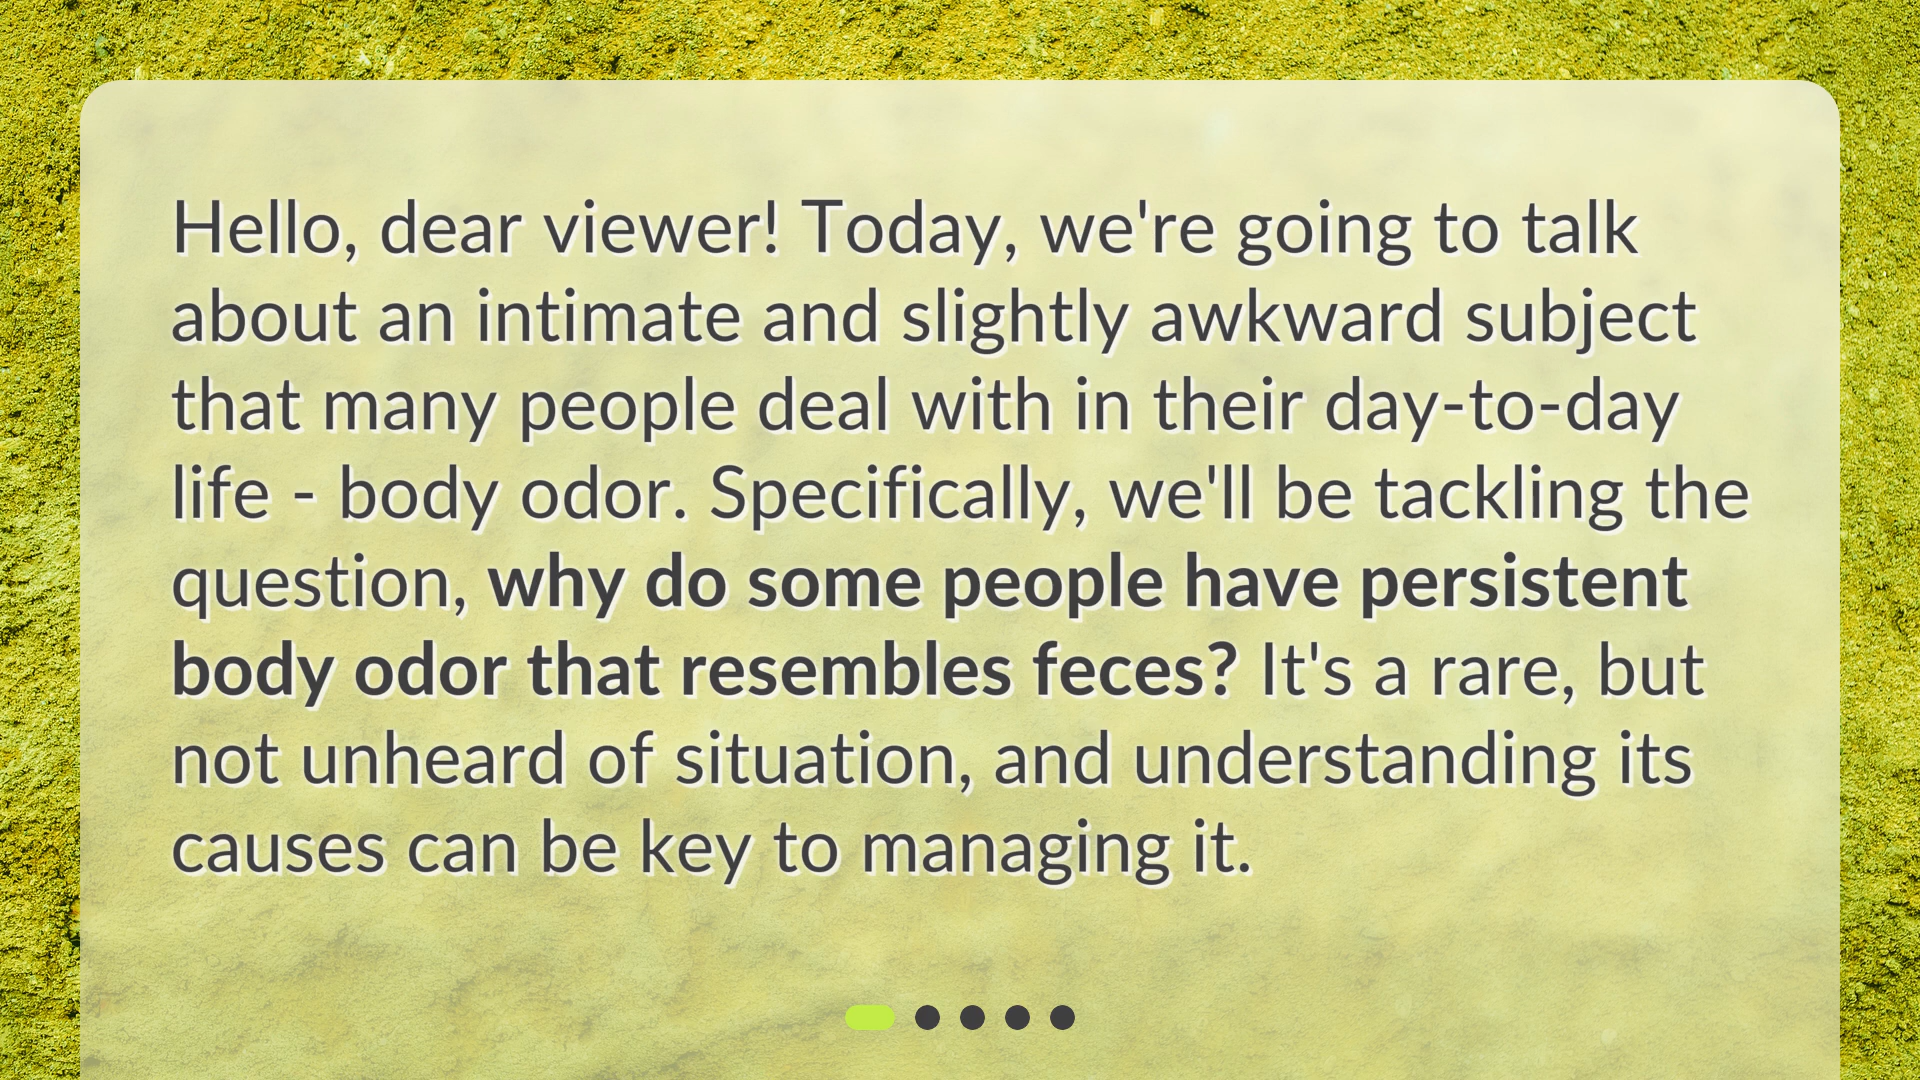 Hello, dear viewer! Today, we're going to talk
about an intimate and slightly awkward subject
that many people deal with in their day-to-day
life - body odor. Specifically, we'll be tackling the
question, why do some people have persistent
body odor that resembles feces? It's a rare, but
not unheard of situation, and understanding its
causes can be key to managing it.